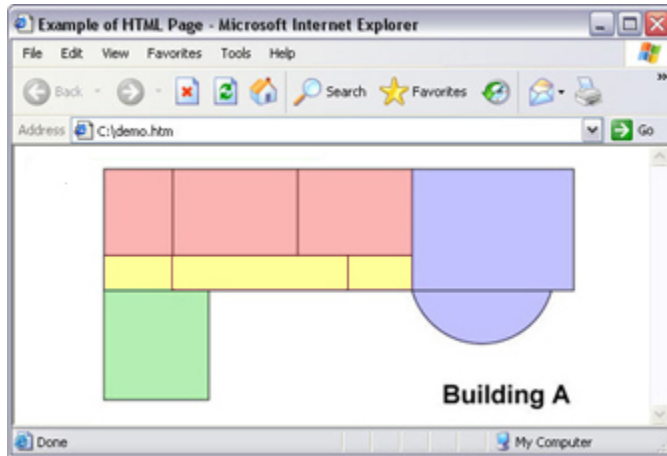 Example of HTML Page - Microsoft Internet Explorer
File Edit View Favorites Tools Help
Back Search Favorites
Address C:\demo.htm Go
Building A
Done My Computer